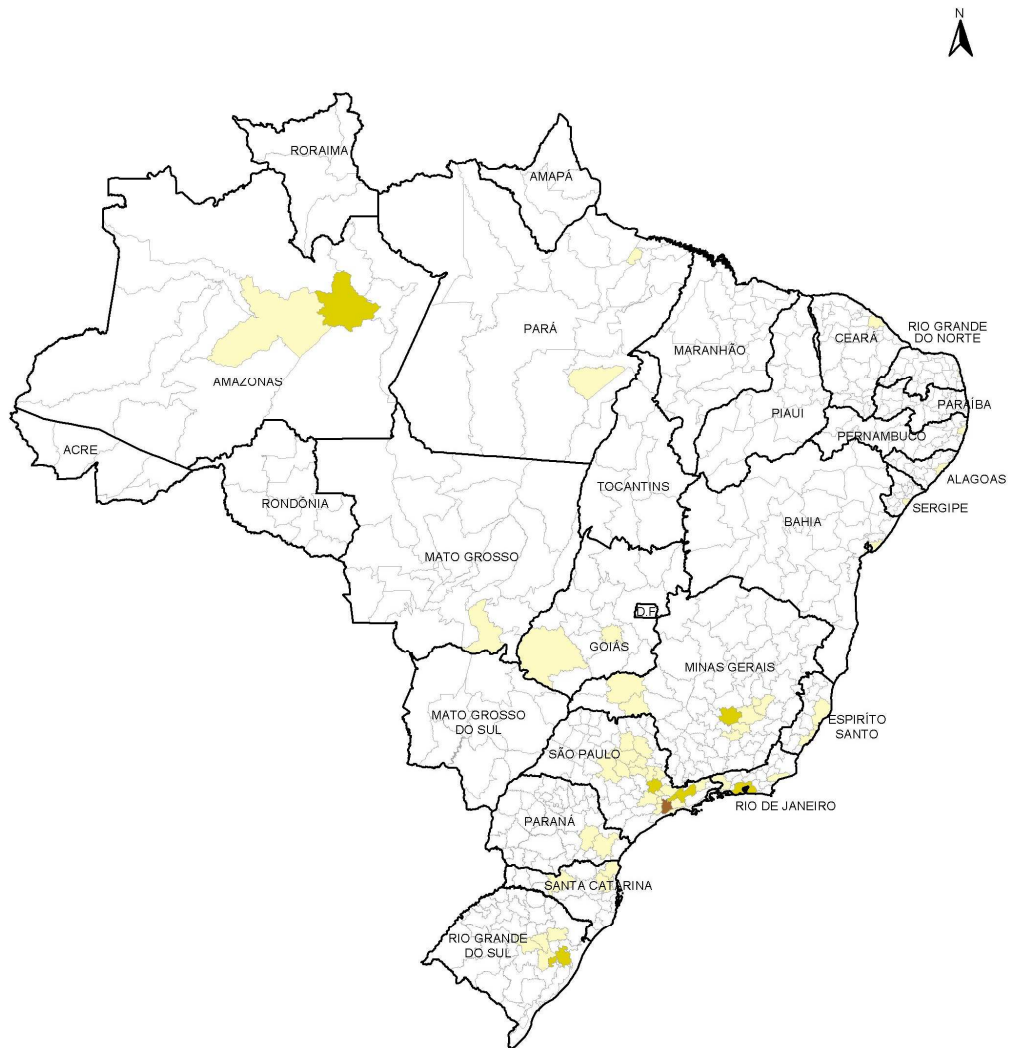 N
RORAIMA
AMAPÁ
RIO GRANDE
DO NORTE
PARÁ
CEARÁ
MARANHÃO
AMAZONAS
PARAÍBA
PIAUI
PERNAMBUCO
ACRE
ALAGOAS
TOCANTINS
RONDÔNIA
SERGIPE
BAHIA
MATO GROSSO
D.F.
GOIÁS
MINAS GERAIS
MATO GROSSO
DO SUL
ESPIRÍTO
SANTO
SÃO PAULO
RIO DE JANEIRO
PARANÁ
SANTA CATARINA
RIO GRANDE
DO SUL